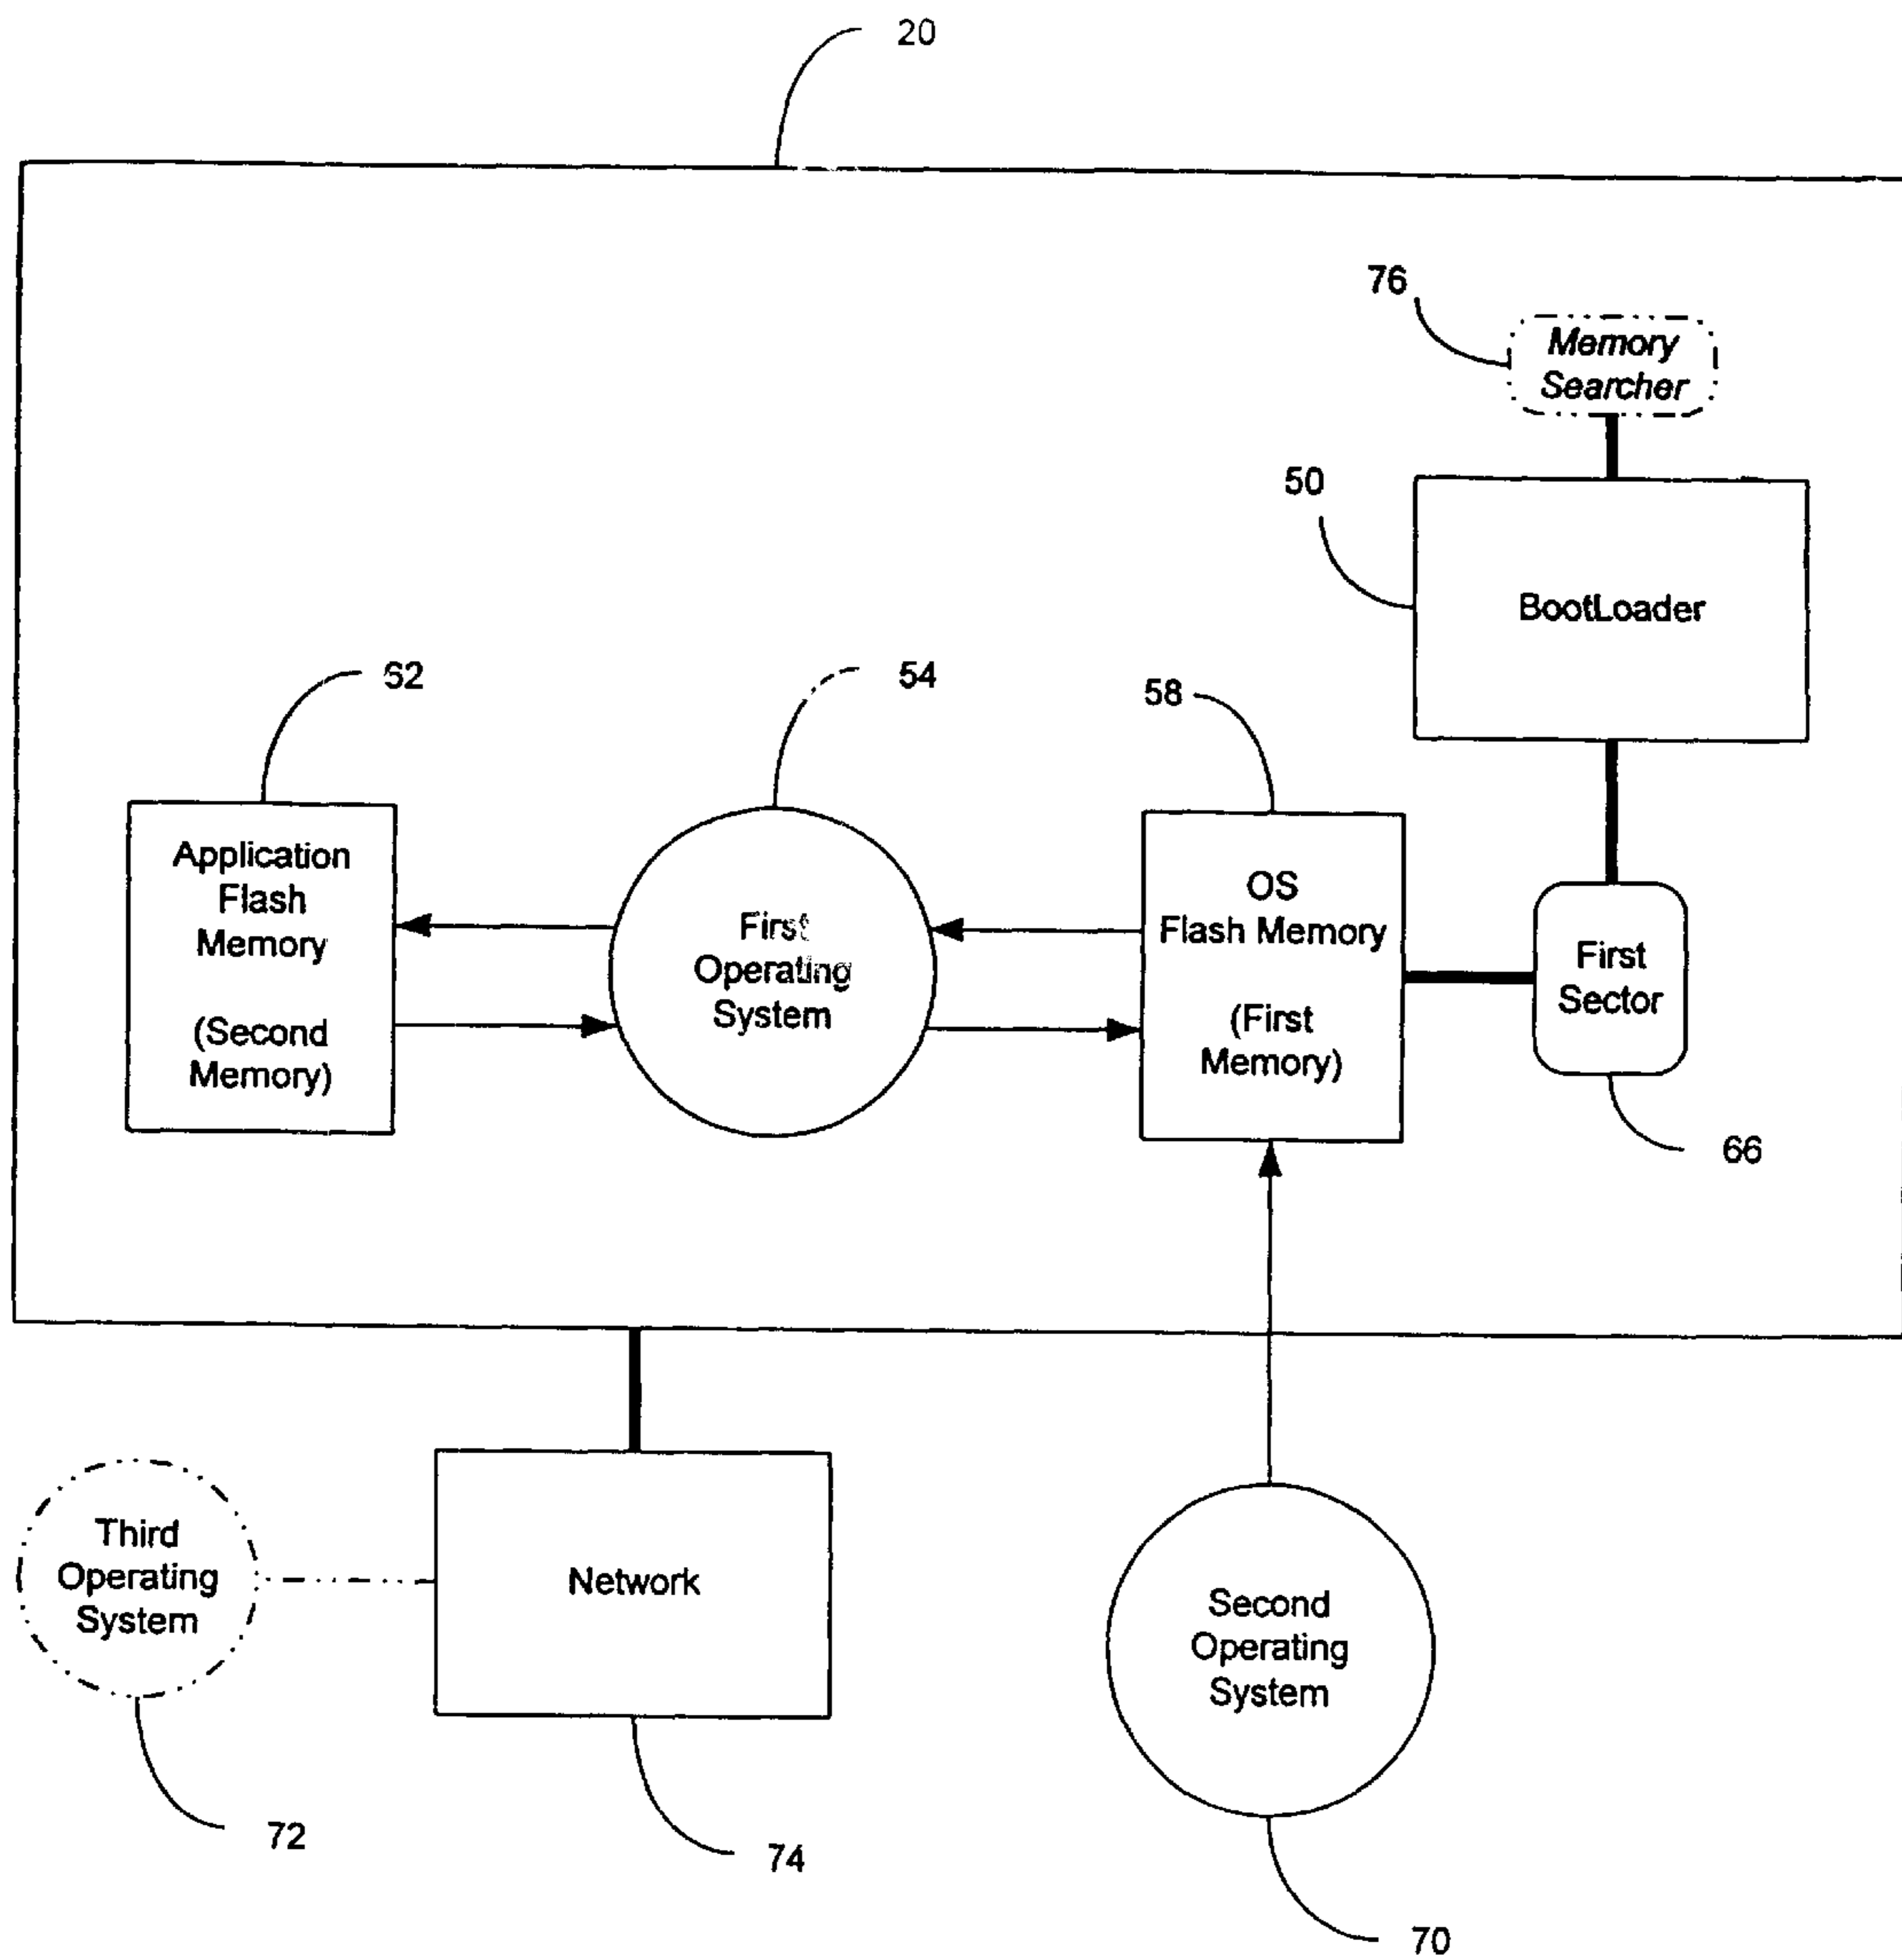 20
76
Memory
Searcher
50
BootLoader
62
54
58
Application
Flash
Memory
(Second
Memory)
First
Operating
System
OS
Flash Memory
(First
Memory)
First
Sector
66
Third
Operating
System
Network
Second
Operating
System
72
74
70